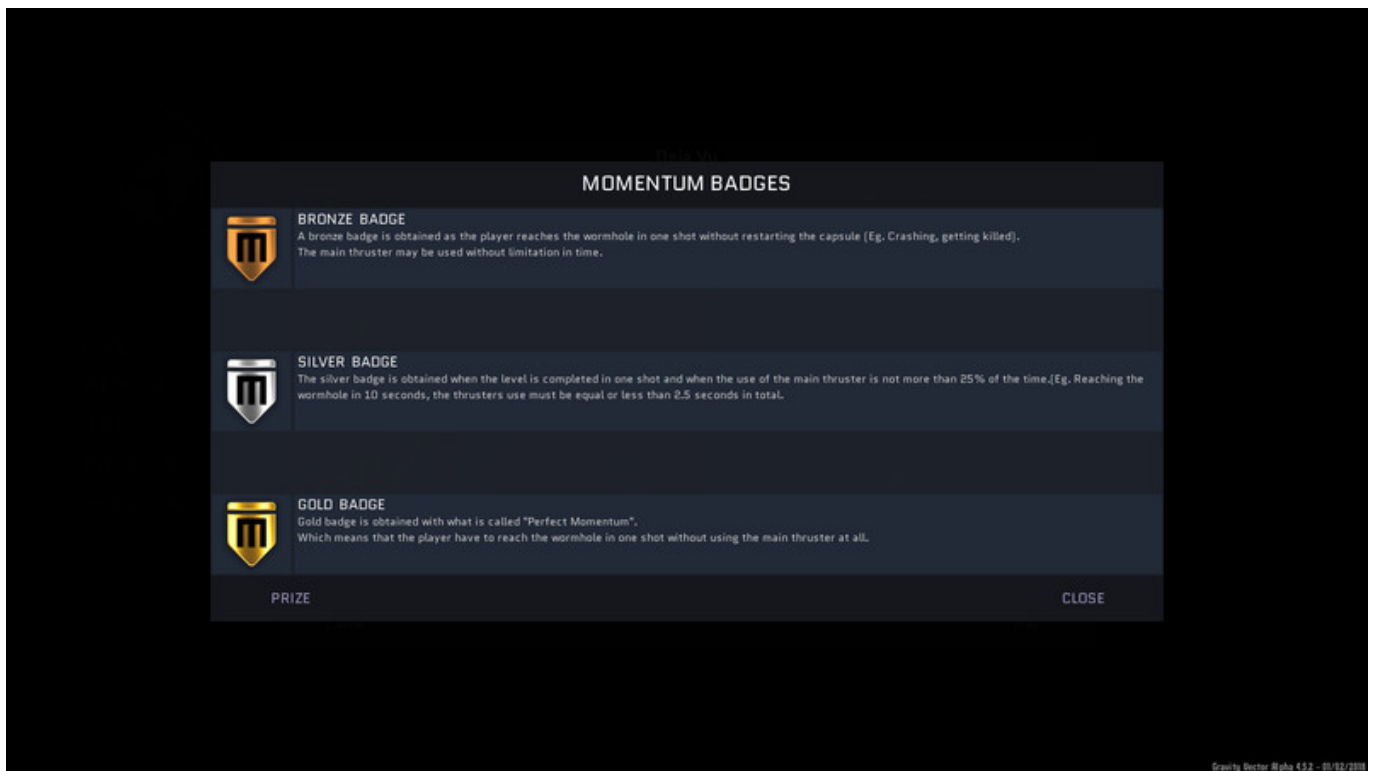 Deja Vu
MOMENTUM BADGES
BRONZE BADGE
A bronze badge is obtained as the player reaches the wormhole in one shot without restarting the capsule (Eg. Crashing, getting killed).
The main thruster may be used without limitation in time.
SILVER BADGE
The silver badge is obtained when the level is completed in one shot and when the use of the main thruster is not more than 25% of the time.(Eg. Reaching the
wormhole in 10 seconds, the thrusters use must be equal or less than 2.5 seconds in total.
GOLD BADGE
Gold badge is obtained with what is called "Perfect Momentum".
Which means that the player have to reach the wormhole in one shot without using the main thruster at all.
PRIZE
CLOSE
Gravity Vector Alpha 4.5.2 - 01/02/2018